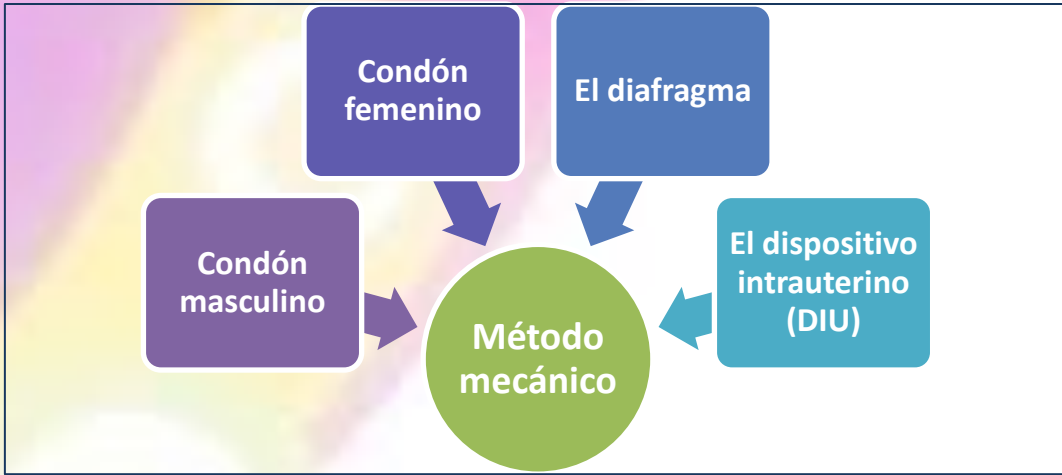 Condón
femenino
El diafragma
Condón
masculino
El dispositivo
intrauterino
(DIU)
Método
mecánico